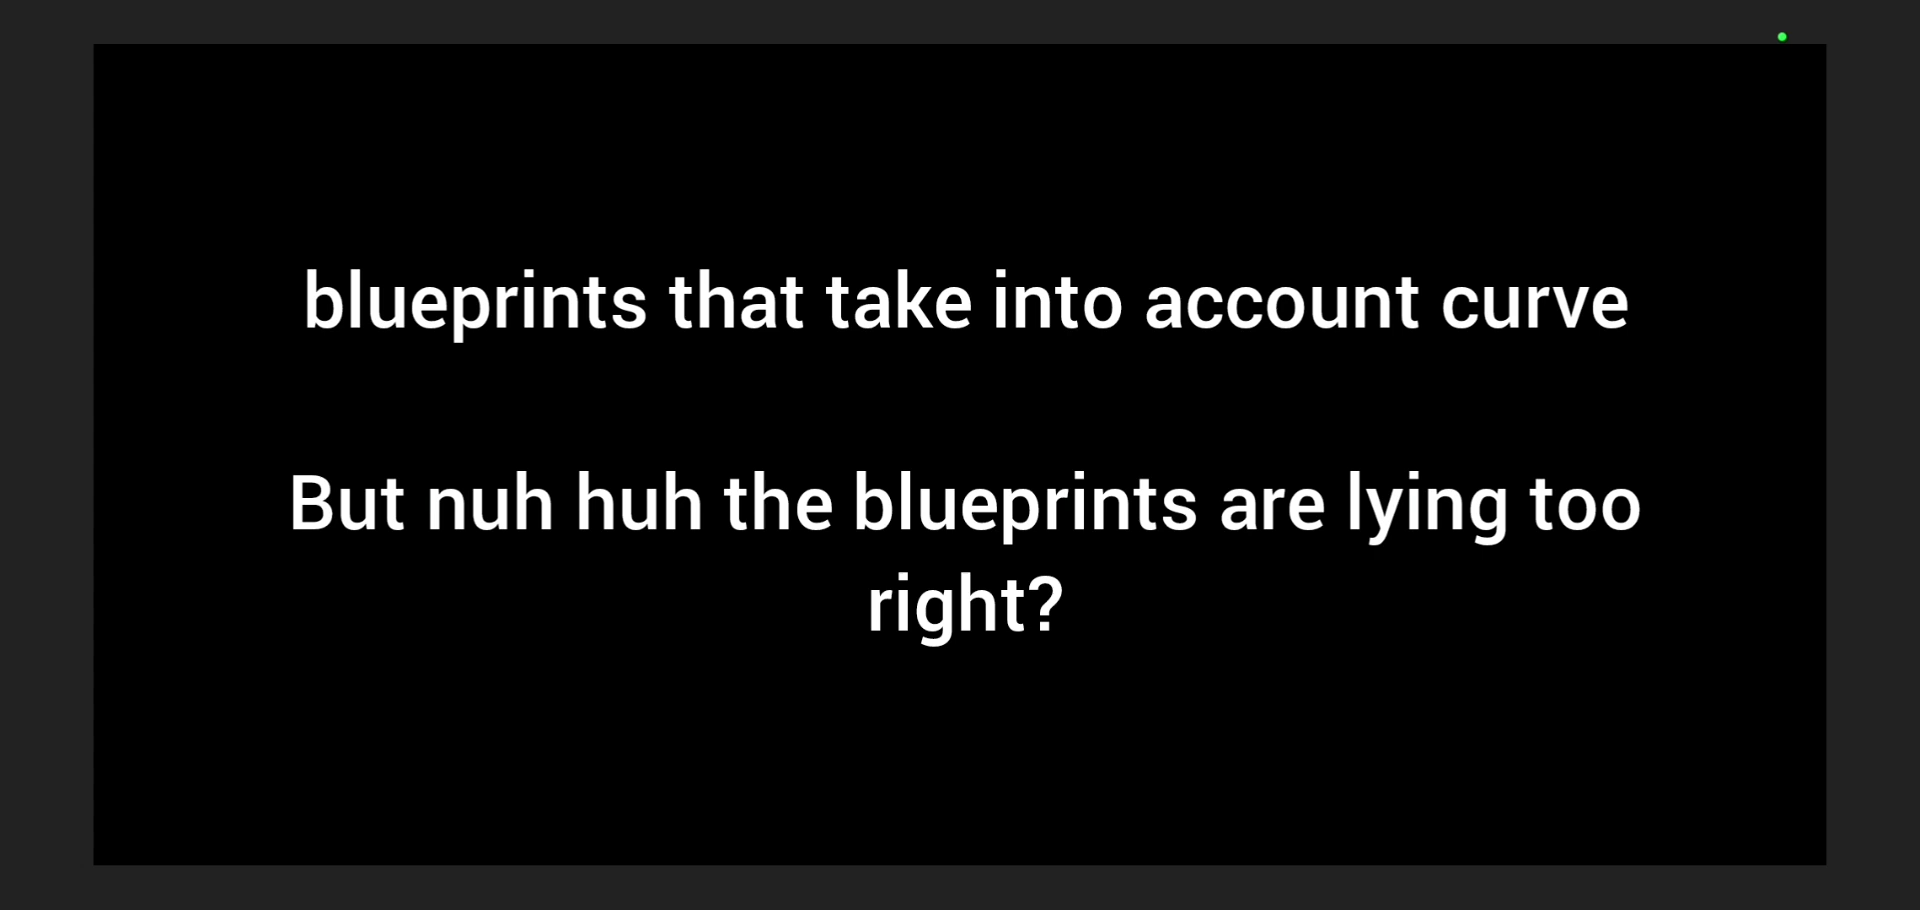 blueprints that take into account curve
But nuh huh the blueprints are lying too
right?